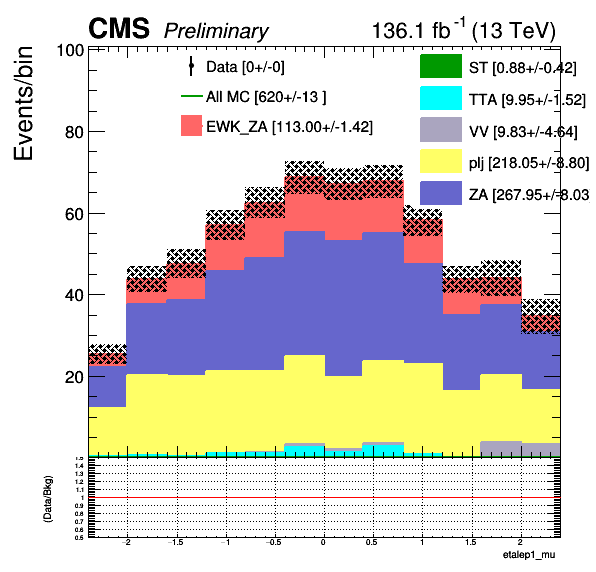 CMS Preliminary 136.1 fb-1 (13 TeV)
Events/bin
100
80
60
40
20
Data [0+/-0]
All MC [620+/-13 ]
EWK_ZA [113.00+/-1.42]
ST [0.88+/-0.42]
TTA [9.95+/-1.52]
VV [9.83+/-4.64]
plj [218.05+/-8.80]
ZA [267.95+/-8.03
(Data/Bkg)
1.5
1.4
1.3
1.2
1.1
1
0.9
0.8
0.7
0.6
0.5
−2 −1.5 −1 −0.5 0 0.5 1 1.5 2
etalep1_mu